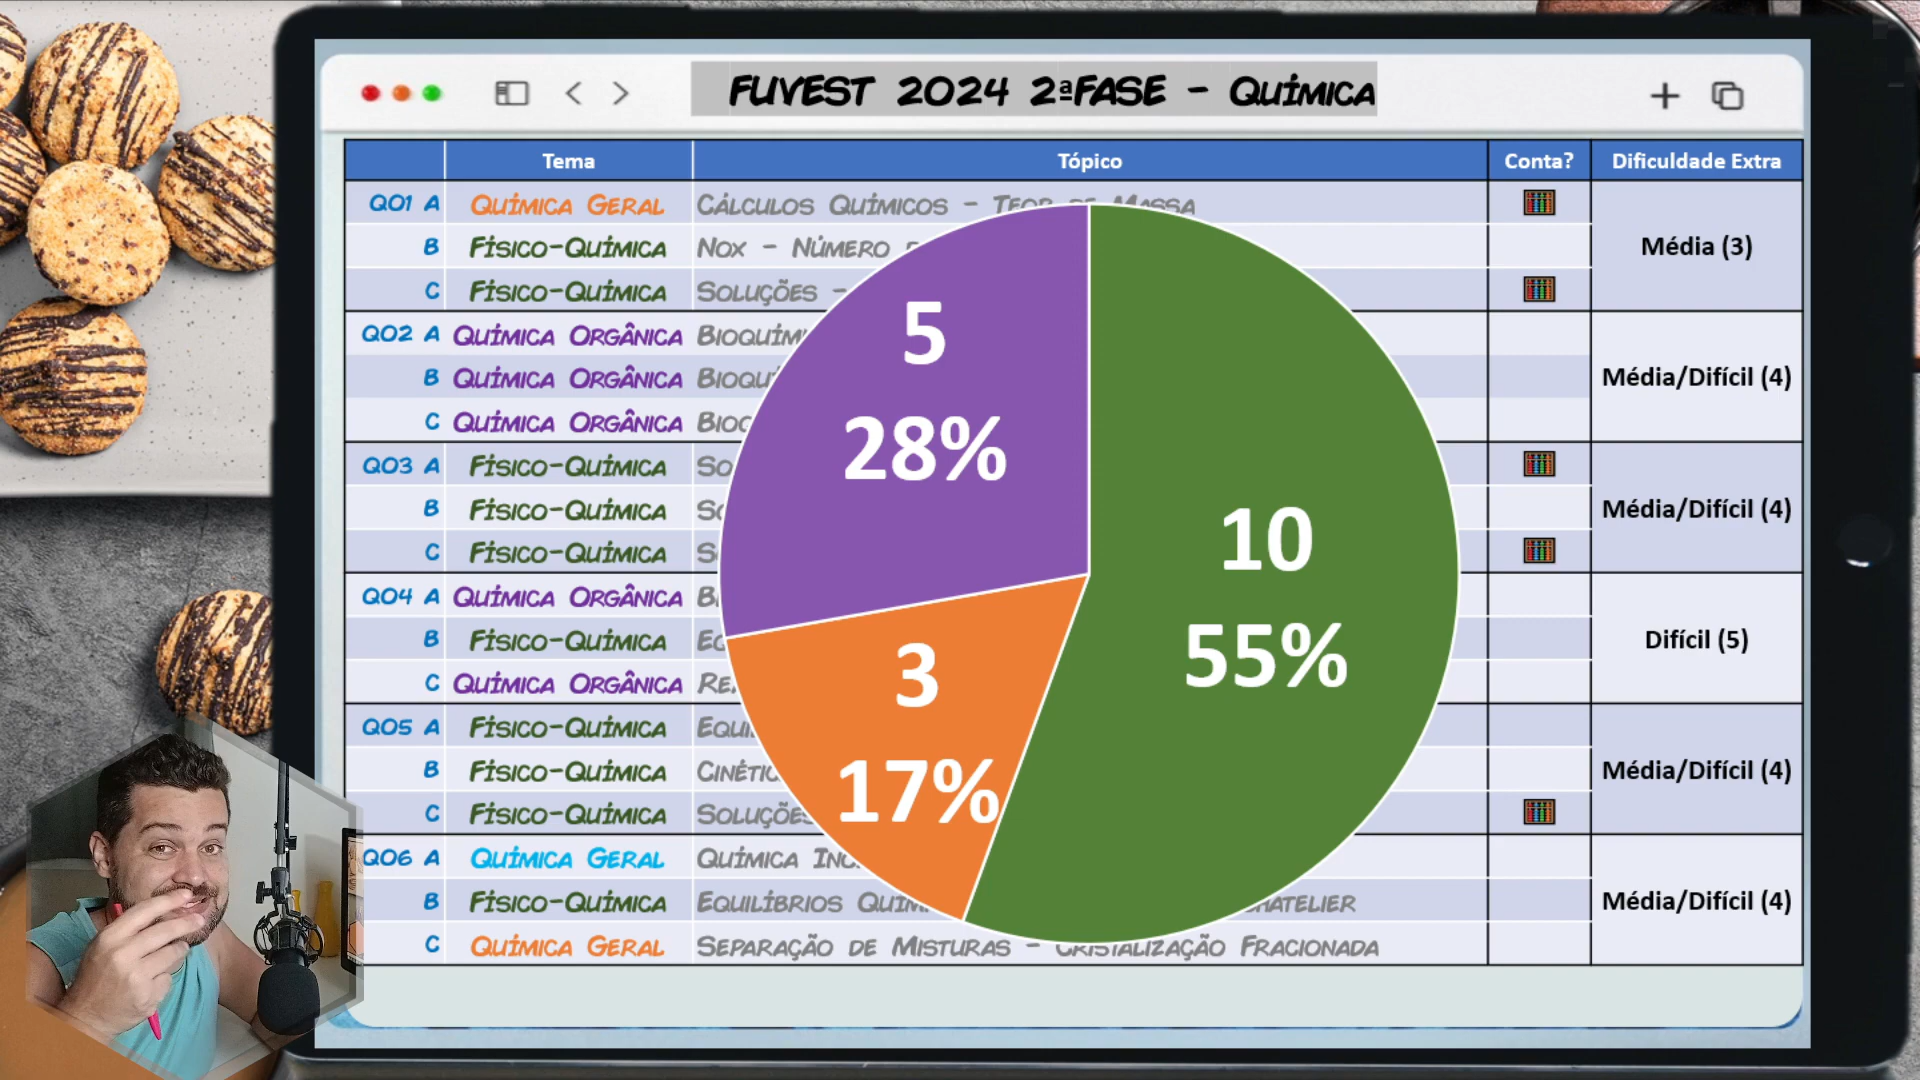 FUVEST 2024 2ªFASE - QUÍMICA
Tema Tópico Conta? Dificuldade Extra
Q01 A QUÍMICA GERAL CÁLCULOS QUÍMICOS - TEOR DE MASSA
B FÍSICO-QUÍMICA NOX - NÚMERO
C FÍSICO-QUÍMICA SOLUÇÕES -
Média (3)
Q02 A QUÍMICA ORGÂNICA
B QUÍMICA ORGÂNICA
C QUÍMICA ORGÂNICA
Média/Difícil (4)
Q03 A FÍSICO-QUÍMICA
B FÍSICO-QUÍMICA
C FÍSICO-QUÍMICA
Média/Difícil (4)
Q04 A QUÍMICA ORGÂNICA
B FÍSICO-QUÍMICA
C QUÍMICA ORGÂNICA
Difícil (5)
Q05 A FÍSICO-QUÍMICA
B FÍSICO-QUÍMICA
C FÍSICO-QUÍMICA SOLUÇÕES
Média/Difícil (4)
Q06 A QUÍMICA GERAL QUÍMICA
B FÍSICO-QUÍMICA EQUILÍBRIOS
C QUÍMICA GERAL SEPARAÇÃO DE MISTURAS - CRISTALIZAÇÃO FRACIONADA
Média/Difícil (4)
5
28%
10
55%
3
17%